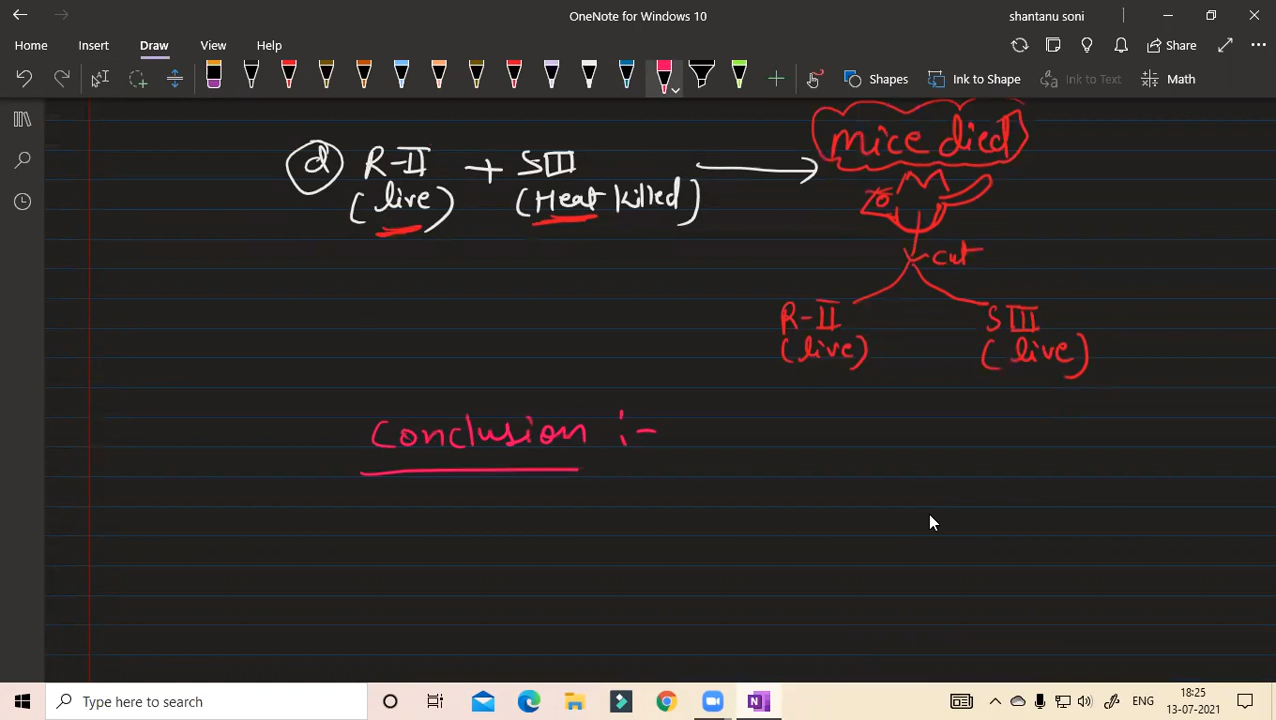 OneNote for Windows 10
shantanu soni
Home Insert Draw View Help
Share
Shapes Ink to Shape Ink to Text Math
mice died
d R-II + SIII
(live) (Heat killed)
cut
R-II SIII
(live) (live)
Conclusion :-
Type here to search
ENG 18:25
13-07-2021